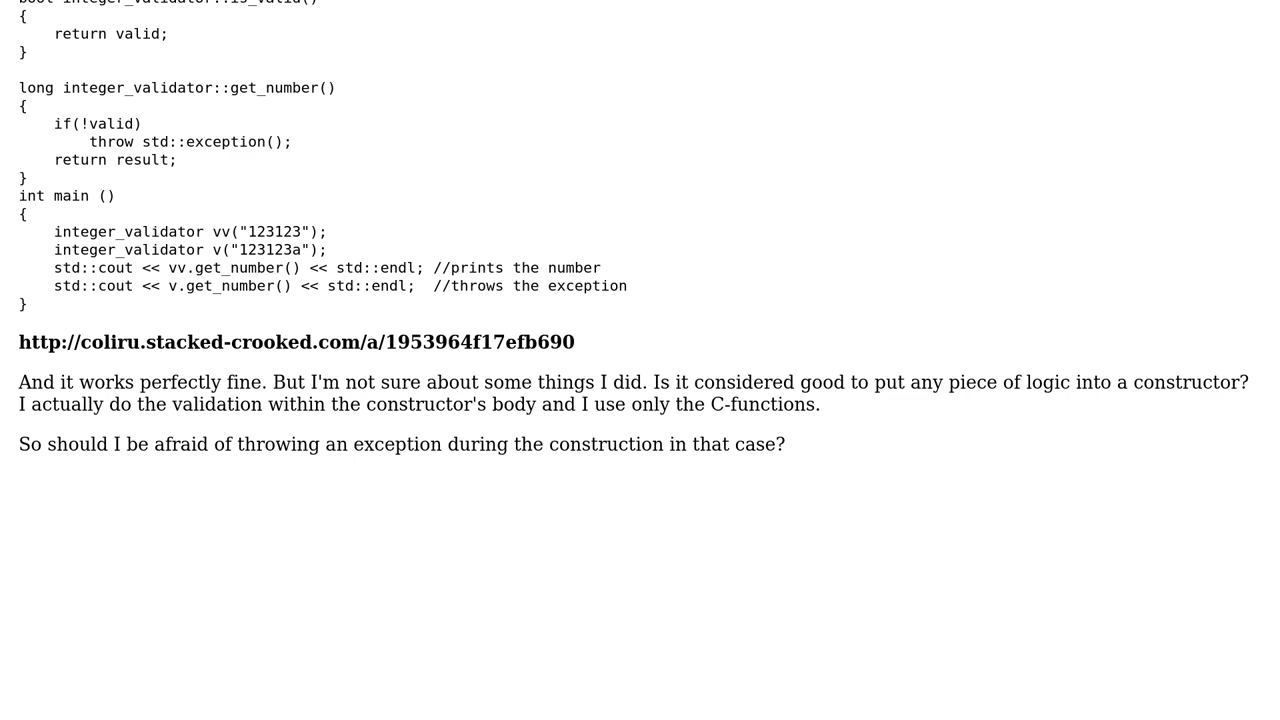 bool integer_validator::is_valid()
{
    return valid;
}

long integer_validator::get_number()
{
    if(!valid)
        throw std::exception();
    return result;
}
int main ()
{
    integer_validator vv("123123");
    integer_validator v("123123a");
    std::cout << vv.get_number() << std::endl; //prints the number
    std::cout << v.get_number() << std::endl;  //throws the exception
}
http://coliru.stacked-crooked.com/a/1953964f17efb690
And it works perfectly fine. But I'm not sure about some things I did. Is it considered good to put any piece of logic into a constructor?
I actually do the validation within the constructor's body and I use only the C-functions.
So should I be afraid of throwing an exception during the construction in that case?